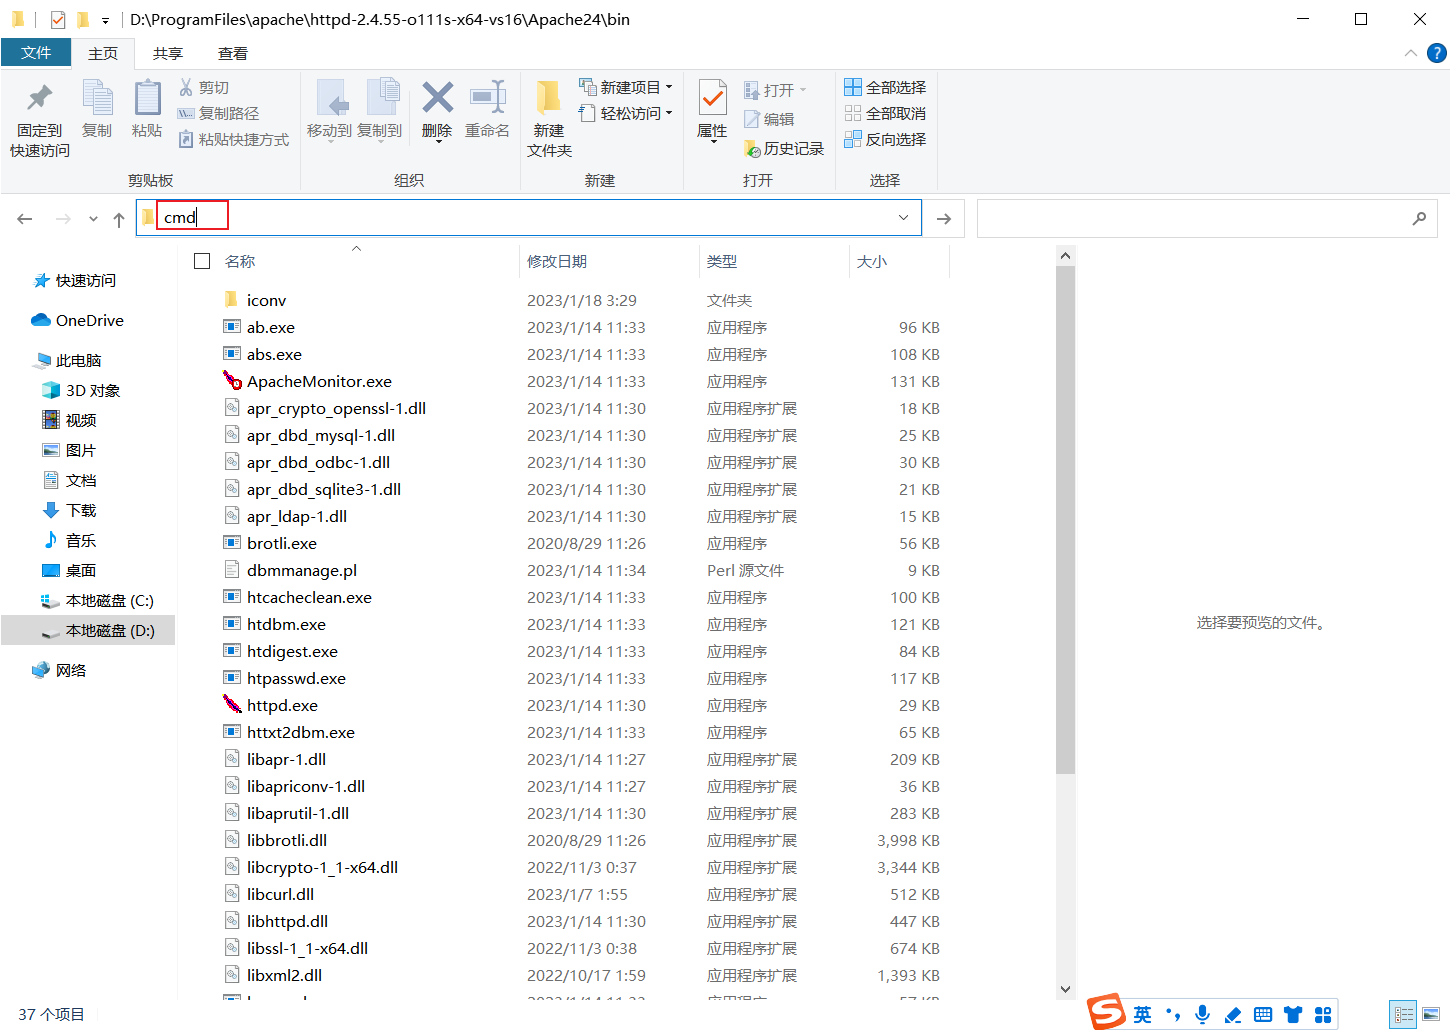 D:\ProgramFiles\apache\httpd-2.4.55-o111s-x64-vs16\Apache24\bin
文件 主页 共享 查看
固定到
快速访问
复制
粘贴
剪切
复制路径
粘贴快捷方式
剪贴板
移动到
复制到
删除
重命名
组织
新建
文件夹
新建项目
轻松访问
新建
属性
打开
编辑
历史记录
打开
全部选择
全部取消
反向选择
选择
cmd
快速访问
OneDrive
此电脑
3D 对象
视频
图片
文档
下载
音乐
桌面
本地磁盘 (C:)
本地磁盘 (D:)
网络
名称 修改日期 类型 大小
iconv 2023/1/18 3:29 文件夹
ab.exe 2023/1/14 11:33 应用程序 96 KB
abs.exe 2023/1/14 11:33 应用程序 108 KB
ApacheMonitor.exe 2023/1/14 11:33 应用程序 131 KB
apr_crypto_openssl-1.dll 2023/1/14 11:30 应用程序扩展 18 KB
apr_dbd_mysql-1.dll 2023/1/14 11:30 应用程序扩展 25 KB
apr_dbd_odbc-1.dll 2023/1/14 11:30 应用程序扩展 30 KB
apr_dbd_sqlite3-1.dll 2023/1/14 11:30 应用程序扩展 21 KB
apr_ldap-1.dll 2023/1/14 11:30 应用程序扩展 15 KB
brotli.exe 2020/8/29 11:26 应用程序 56 KB
dbmmanage.pl 2023/1/14 11:34 Perl 源文件 9 KB
htcacheclean.exe 2023/1/14 11:33 应用程序 100 KB
htdbm.exe 2023/1/14 11:33 应用程序 121 KB
htdigest.exe 2023/1/14 11:33 应用程序 84 KB
htpasswd.exe 2023/1/14 11:33 应用程序 117 KB
httpd.exe 2023/1/14 11:30 应用程序 29 KB
httxt2dbm.exe 2023/1/14 11:33 应用程序 65 KB
libapr-1.dll 2023/1/14 11:27 应用程序扩展 209 KB
libapriconv-1.dll 2023/1/14 11:27 应用程序扩展 36 KB
libaprutil-1.dll 2023/1/14 11:30 应用程序扩展 283 KB
libbrotli.dll 2020/8/29 11:26 应用程序扩展 3,998 KB
libcrypto-1_1-x64.dll 2022/11/3 0:37 应用程序扩展 3,344 KB
libcurl.dll 2023/1/7 1:55 应用程序扩展 512 KB
libhttpd.dll 2023/1/14 11:30 应用程序扩展 447 KB
libssl-1_1-x64.dll 2022/11/3 0:38 应用程序扩展 674 KB
libxml2.dll 2022/10/17 1:59 应用程序扩展 1,393 KB
选择要预览的文件。
37 个项目
英